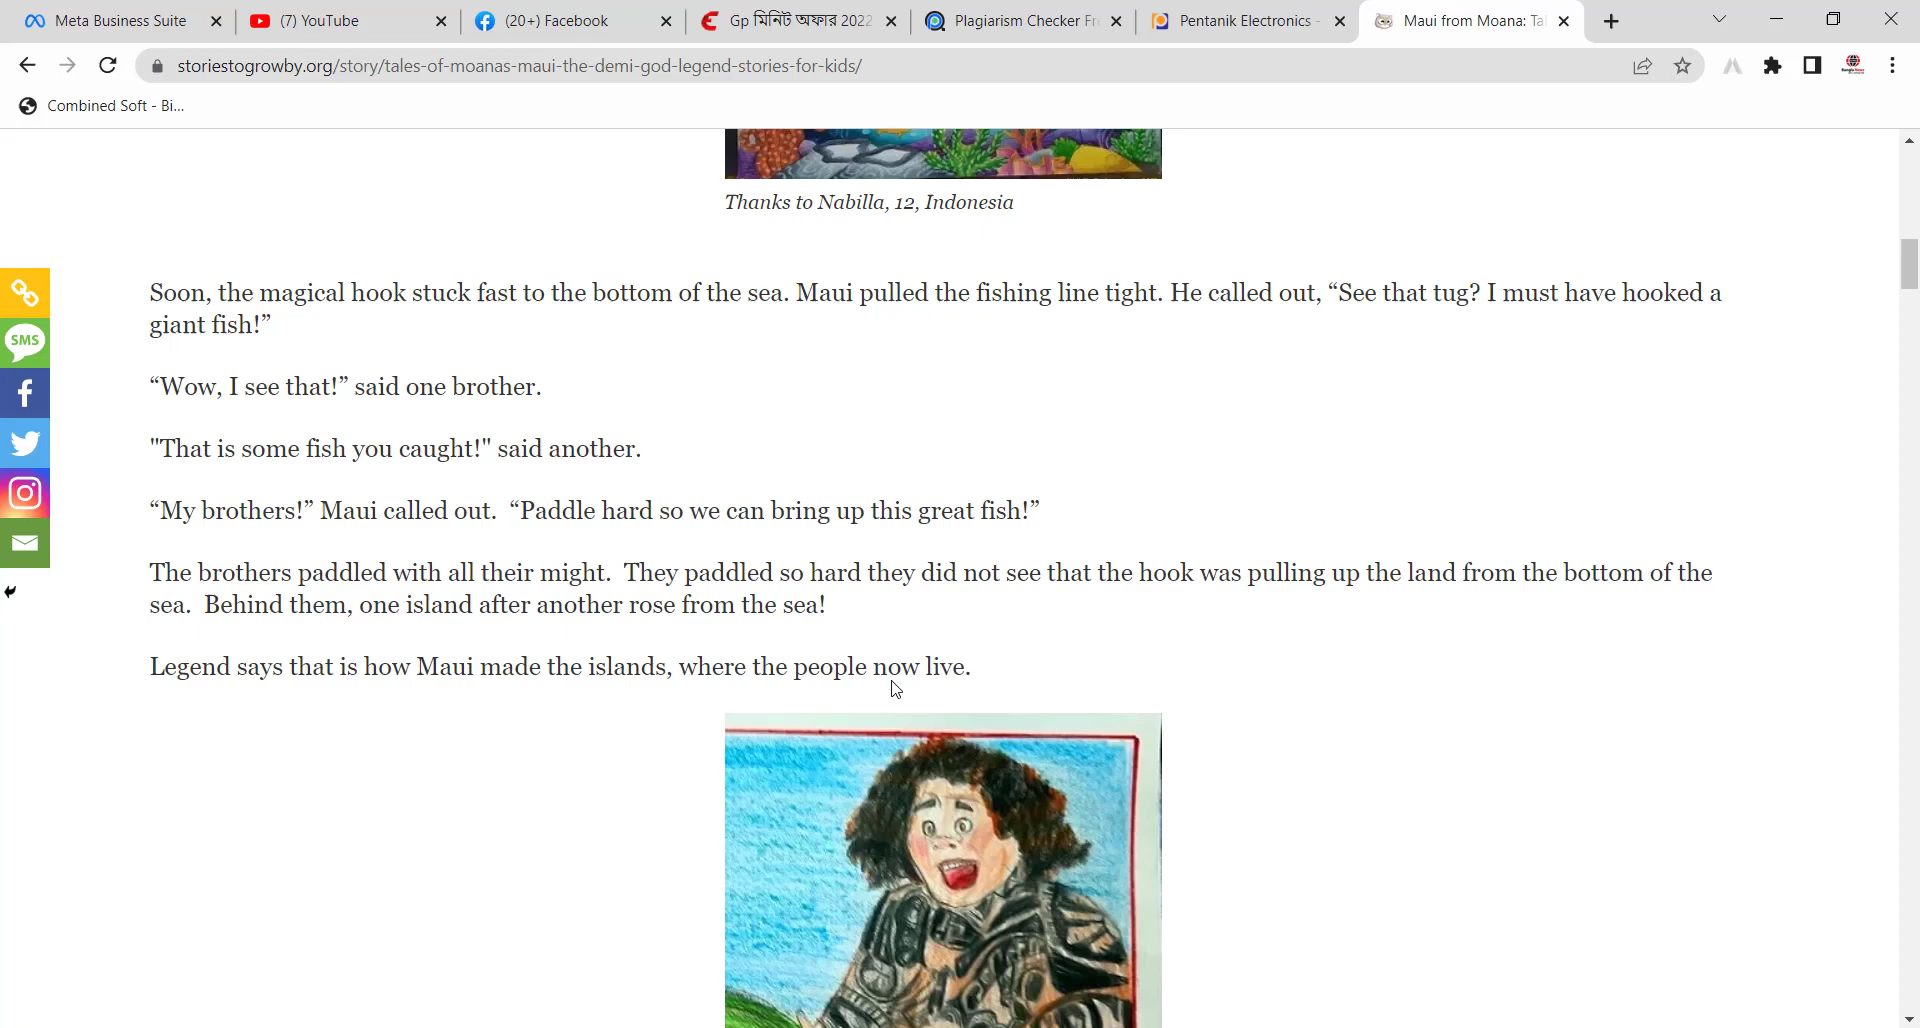 Meta Business Suite
(7) YouTube
(20+) Facebook
Gp মিনিট অফার 2022
Plagiarism Checker Fr
Pentanik Electronics -
Maui from Moana: Tal
storiestogrowby.org/story/tales-of-moanas-maui-the-demi-god-legend-stories-for-kids/
Combined Soft - Bi...
Thanks to Nabilla, 12, Indonesia
Soon, the magical hook stuck fast to the bottom of the sea. Maui pulled the fishing line tight. He called out, “See that tug? I must have hooked a
giant fish!”
SMS
“Wow, I see that!” said one brother.
"That is some fish you caught!" said another.
“My brothers!” Maui called out.  “Paddle hard so we can bring up this great fish!”
The brothers paddled with all their might.  They paddled so hard they did not see that the hook was pulling up the land from the bottom of the
sea.  Behind them, one island after another rose from the sea!
Legend says that is how Maui made the islands, where the people now live.